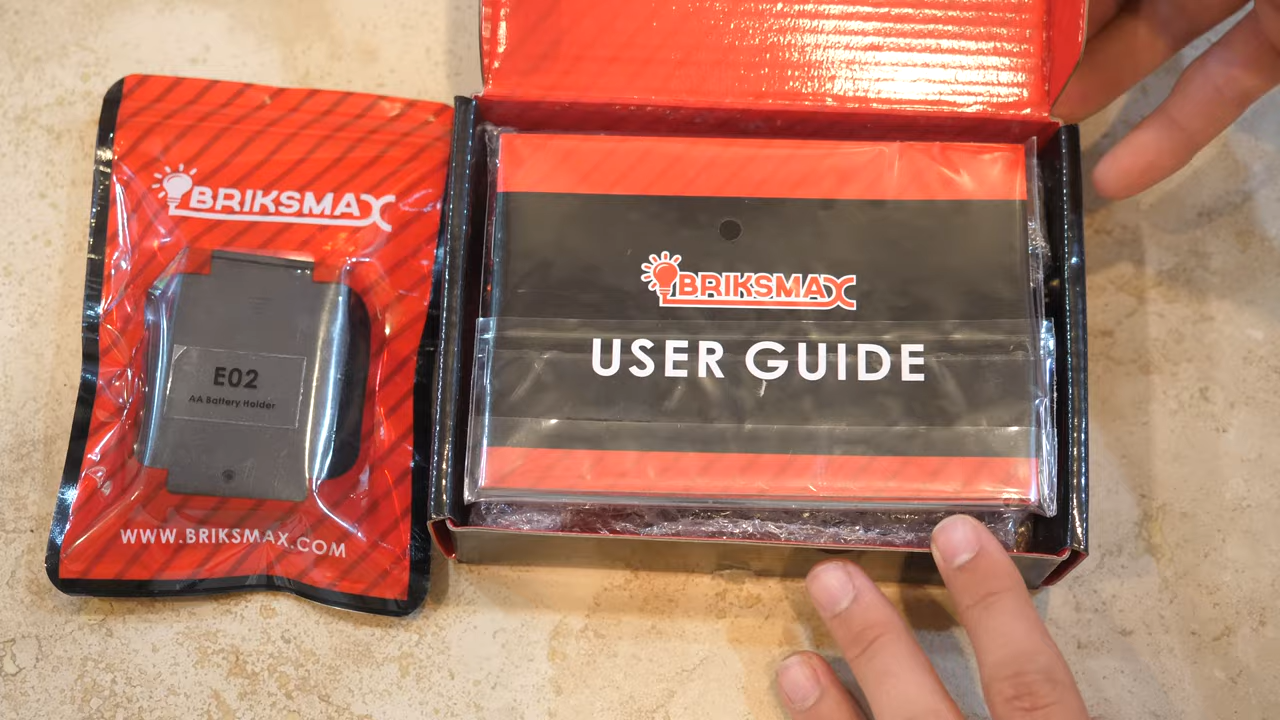 BRIKSMAX
E02
AA Battery Holder
WWW.BRIKSMAX.COM
BRIKSMAX
USER GUIDE